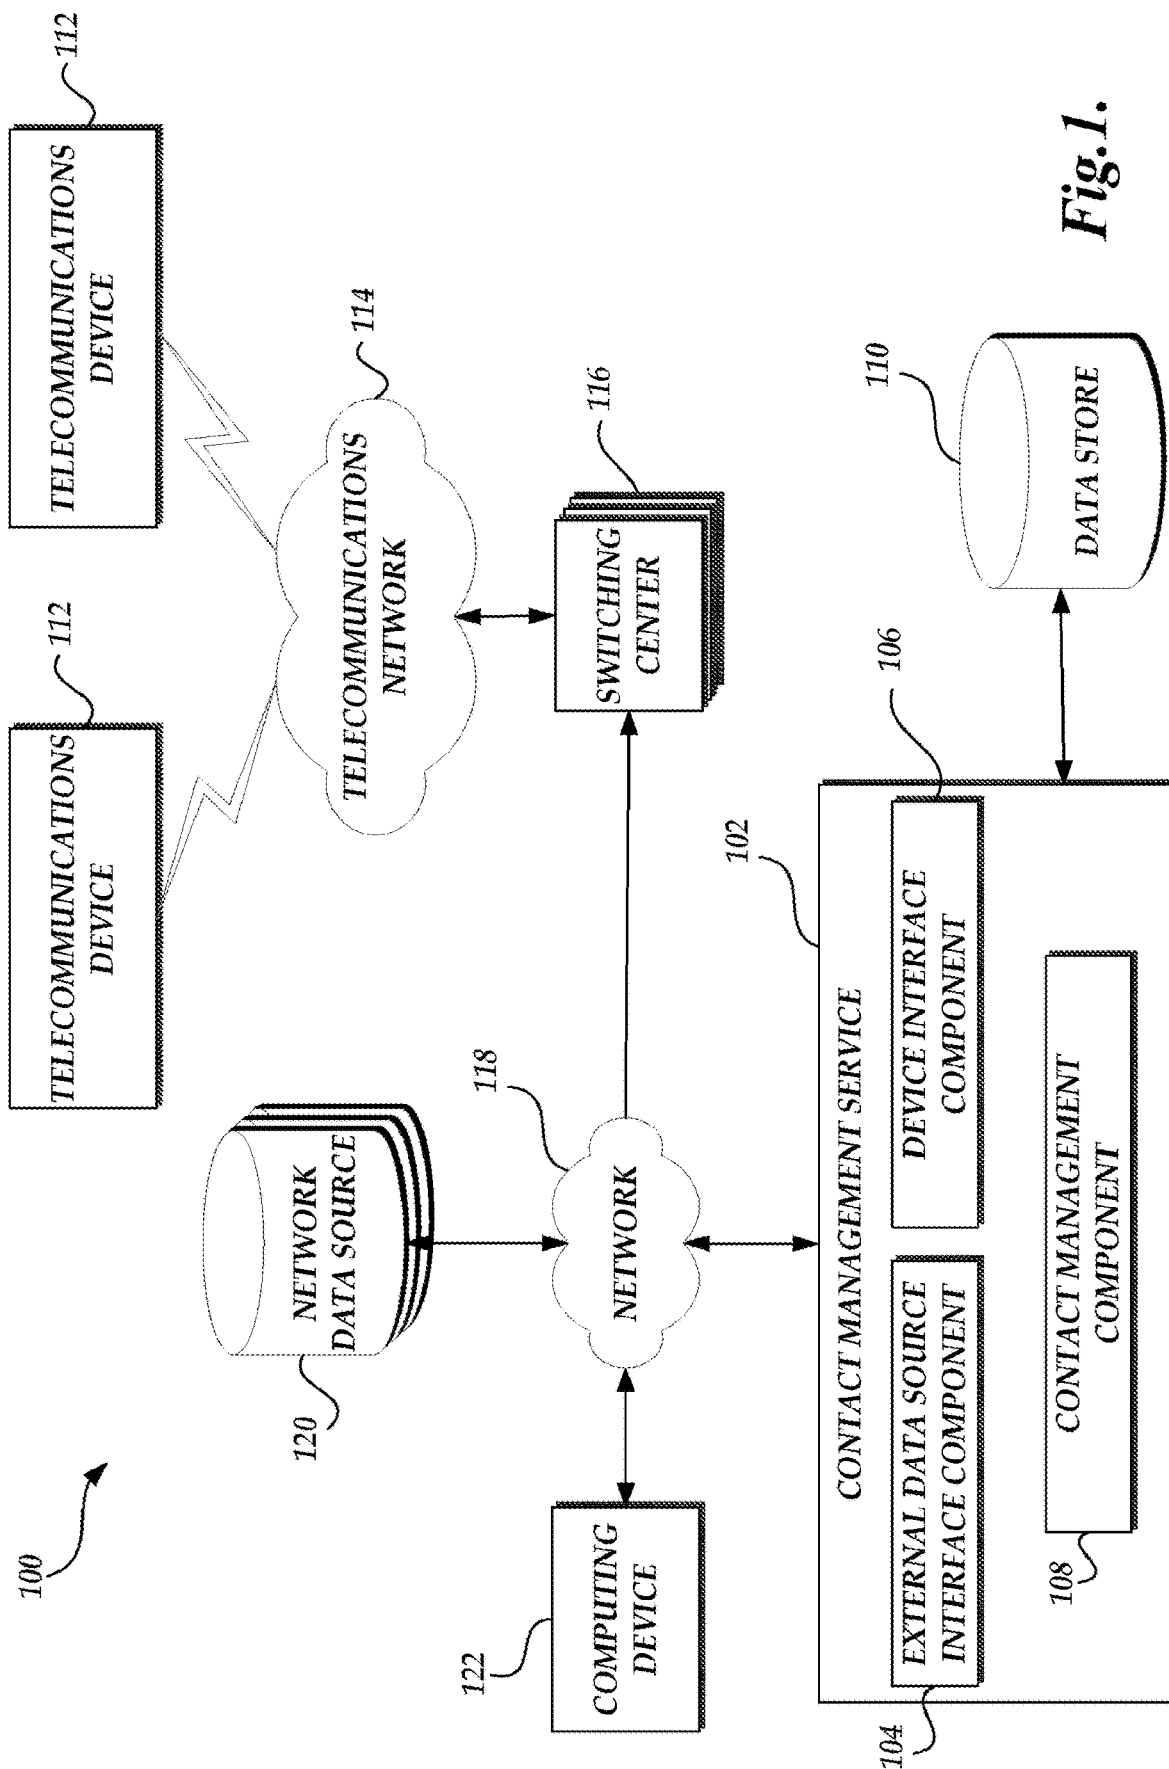 100
112
TELECOMMUNICATIONS
DEVICE
112
TELECOMMUNICATIONS
DEVICE
120
NETWORK
DATA SOURCE
114
TELECOMMUNICATIONS
NETWORK
122
COMPUTING
DEVICE
118
NETWORK
116
SWITCHING
CENTER
102
CONTACT MANAGEMENT SERVICE
104
EXTERNAL DATA SOURCE
INTERFACE COMPONENT
106
DEVICE INTERFACE
COMPONENT
108
CONTACT MANAGEMENT
COMPONENT
110
DATA STORE
Fig.1.